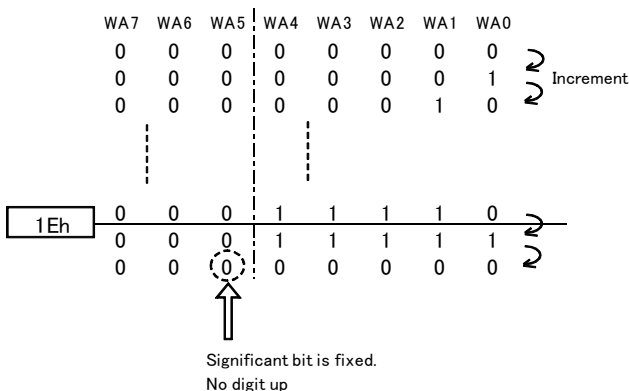 WA7 WA6 WA5 WA4 WA3 WA2 WA1 WA0
0 0 0 0 0 0 0 0
0 0 0 0 0 0 0 1 Increment
0 0 0 0 0 0 1 0
1Eh 0 0 0 1 1 1 1 0
0 0 0 1 1 1 1 1
0 0 0 0 0 0 0 0
Significant bit is fixed.
No digit up